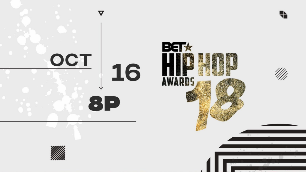 OCT
16
8P
BET★
HIP HOP
AWARDS
18